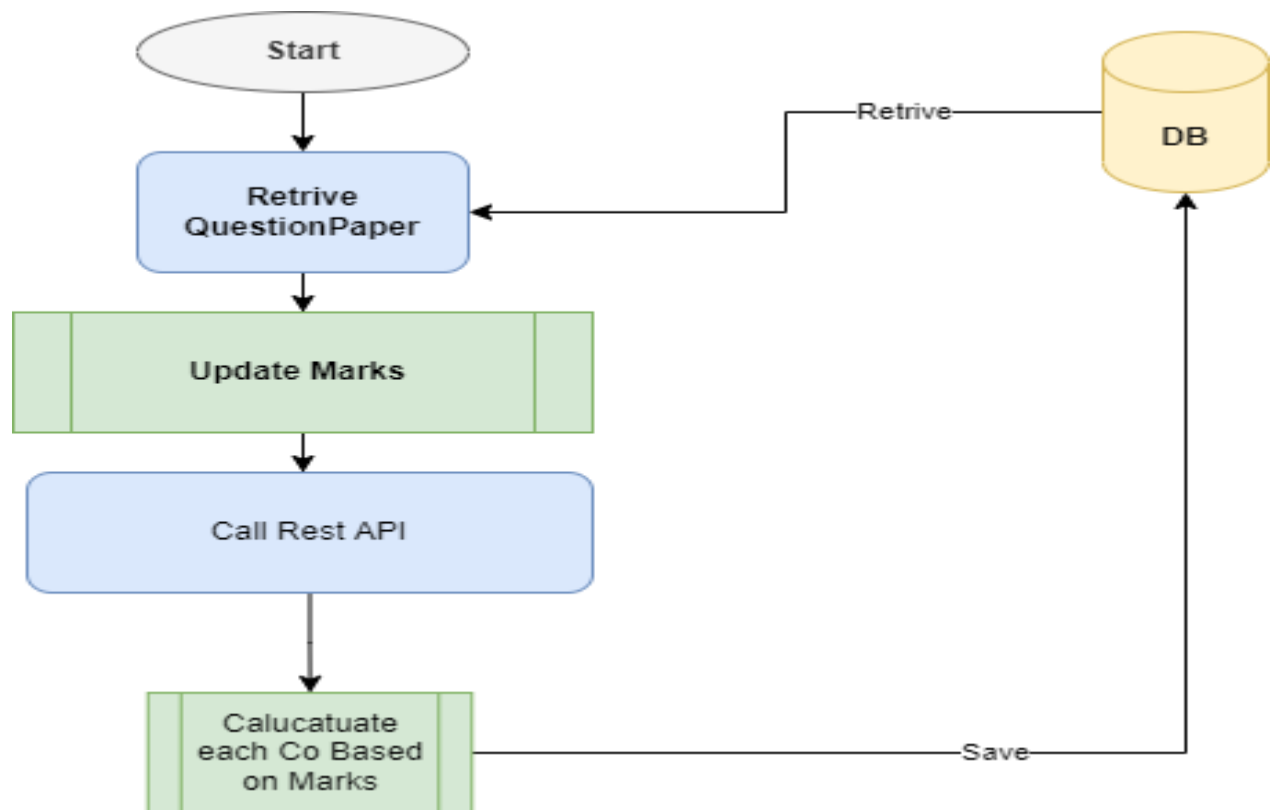 Start
Retrive
DB
Retrive
QuestionPaper
Update Marks
Call Rest API
Calucatuate
each Co Based
on Marks
Save